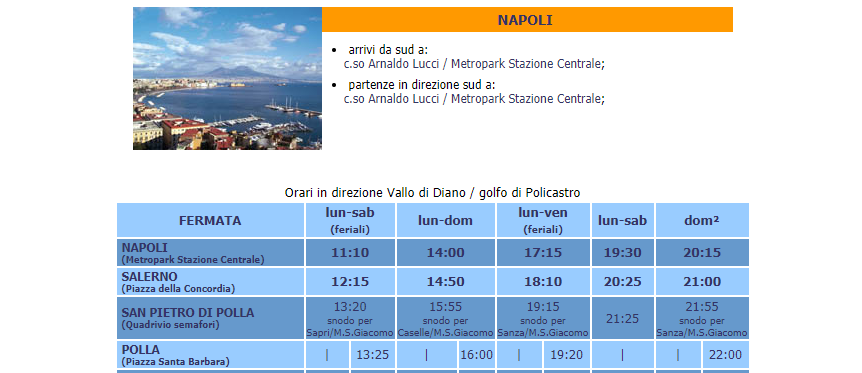 NAPOLI
• arrivi da sud a:
c.so Arnaldo Lucci / Metropark Stazione Centrale;
• partenze in direzione sud a:
c.so Arnaldo Lucci / Metropark Stazione Centrale;
Orari in direzione Vallo di Diano / golfo di Policastro
FERMATA lun-sab (feriali) lun-dom lun-ven (feriali) lun-sab dom²
NAPOLI (Metropark Stazione Centrale) 11:10 14:00 17:15 19:30 20:15
SALERNO (Piazza della Concordia) 12:15 14:50 18:10 20:25 21:00
SAN PIETRO DI POLLA (Quadrivio semafori) 13:20 snodo per Sapri/M.S.Giacomo 15:55 snodo per Caselle/M.S.Giacomo 19:15 snodo per Sanza/M.S.Giacomo 21:25 21:55 snodo per Sanza/M.S.Giacomo
POLLA (Piazza Santa Barbara) | 13:25 | 16:00 | 19:20 | | 22:00